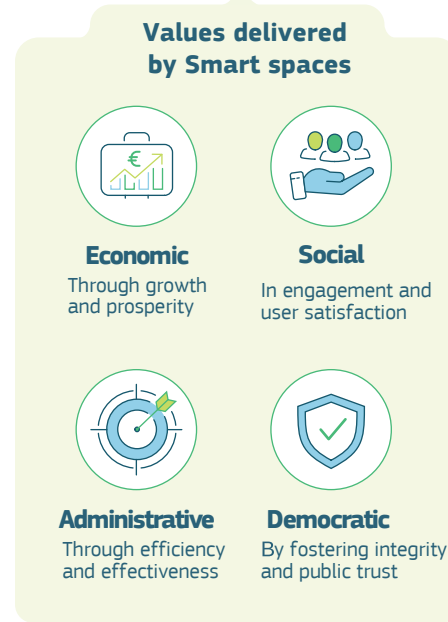 Values delivered
by Smart spaces
€
Economic
Through growth
and prosperity
Social
In engagement and
user satisfaction
Administrative
Through efficiency
and effectiveness
Democratic
By fostering integrity
and public trust